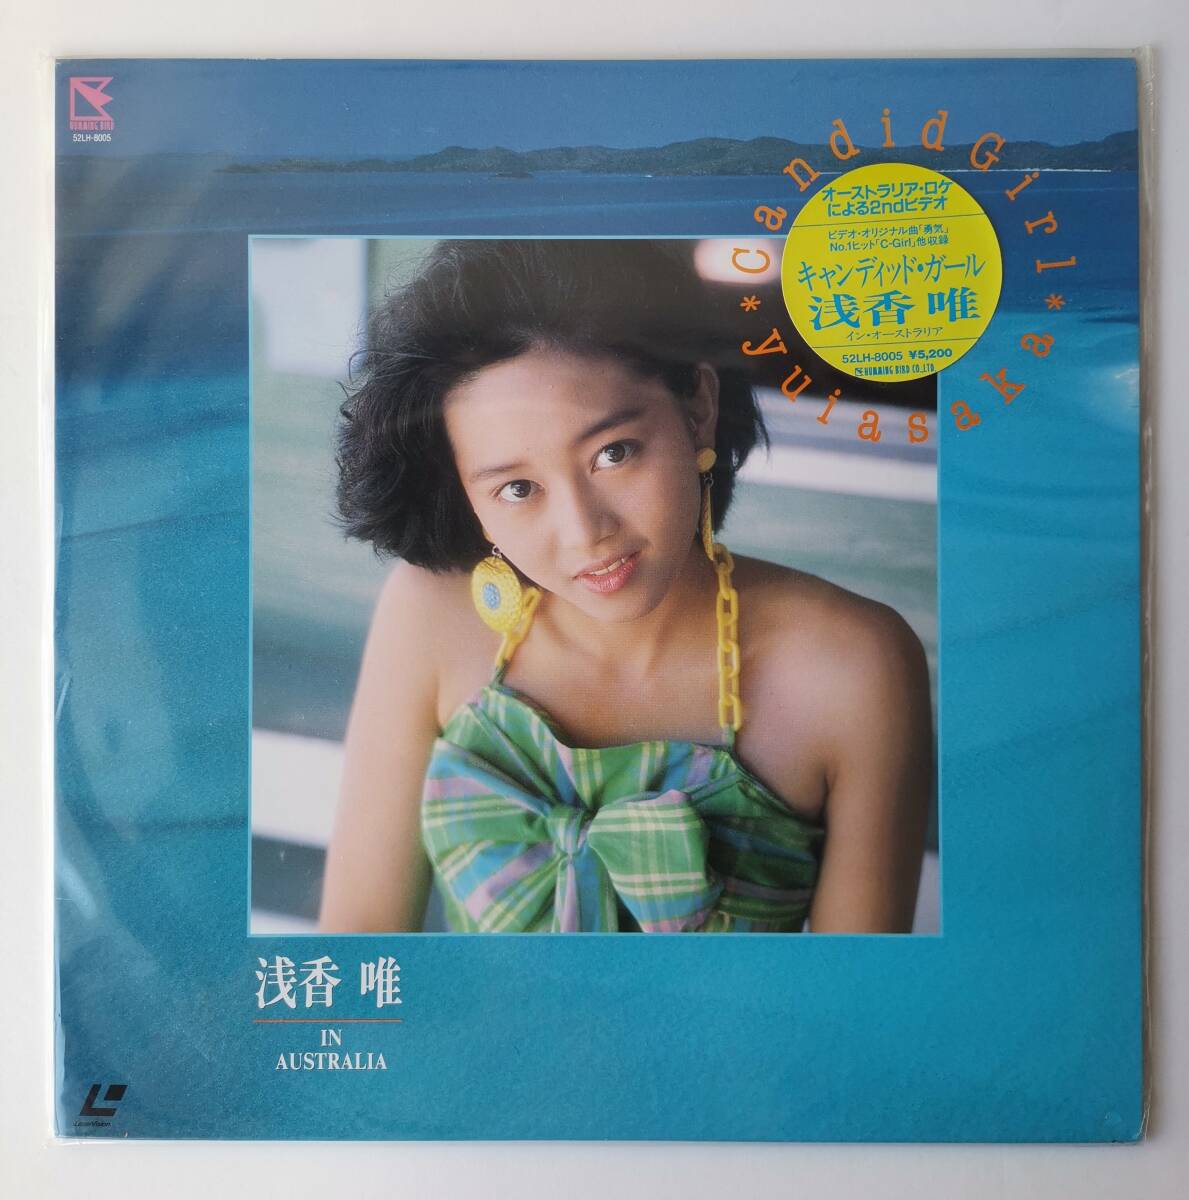 HUMMING BIRD
52LH-8005
*Candid Girl*
yuiasaka
オーストラリア・ロケ
による2ndビデオ
ビデオ・オリジナル曲「勇気」
No.1ヒット「C-Girl」他収録
キャンディッド・ガール
浅香 唯
イン・オーストラリア
52LH-8005 ¥5,200
HUMMING BIRD CO.,LTD.
浅香 唯
IN
AUSTRALIA
LaserVision